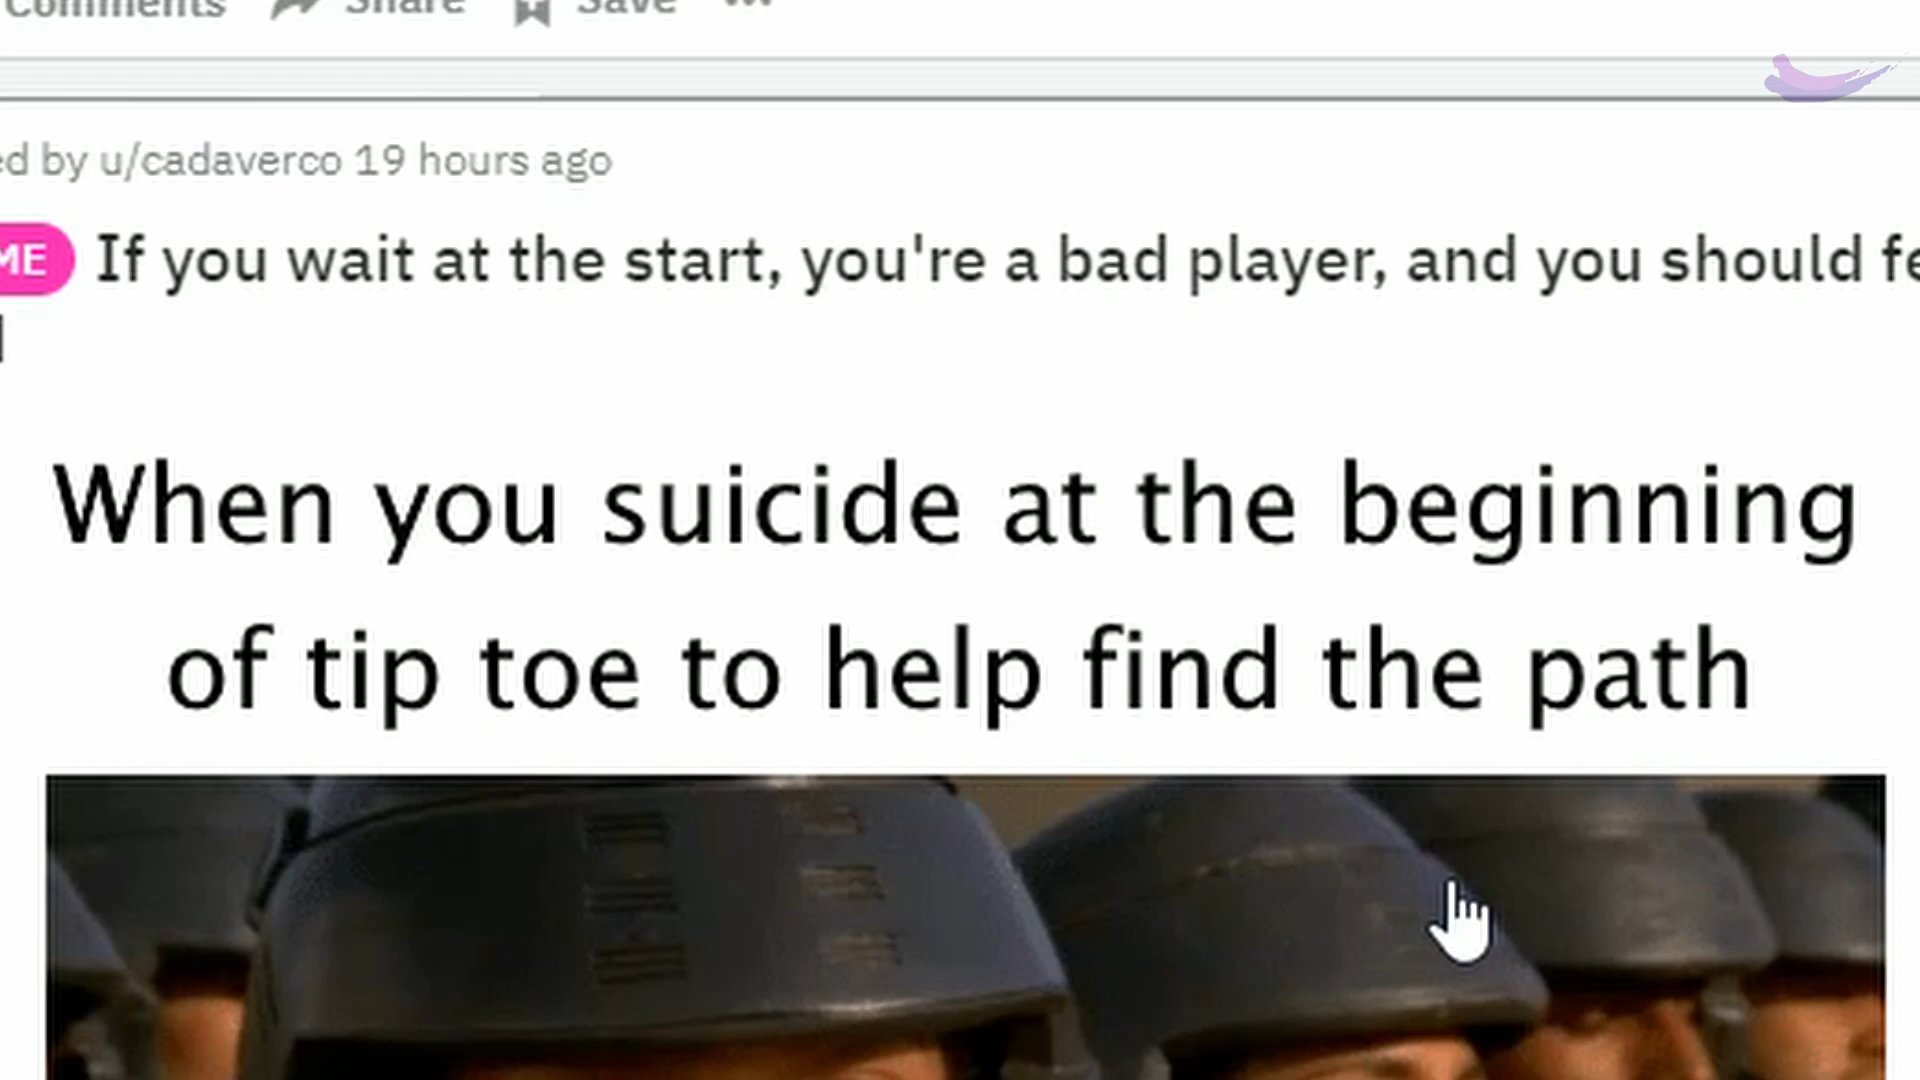 Comments Share Save
ed by u/cadaverco 19 hours ago
ME If you wait at the start, you're a bad player, and you should fe
When you suicide at the beginning
of tip toe to help find the path